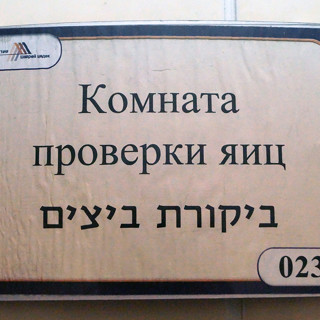 Комната
проверки яиц
ביקורת ביצים
023